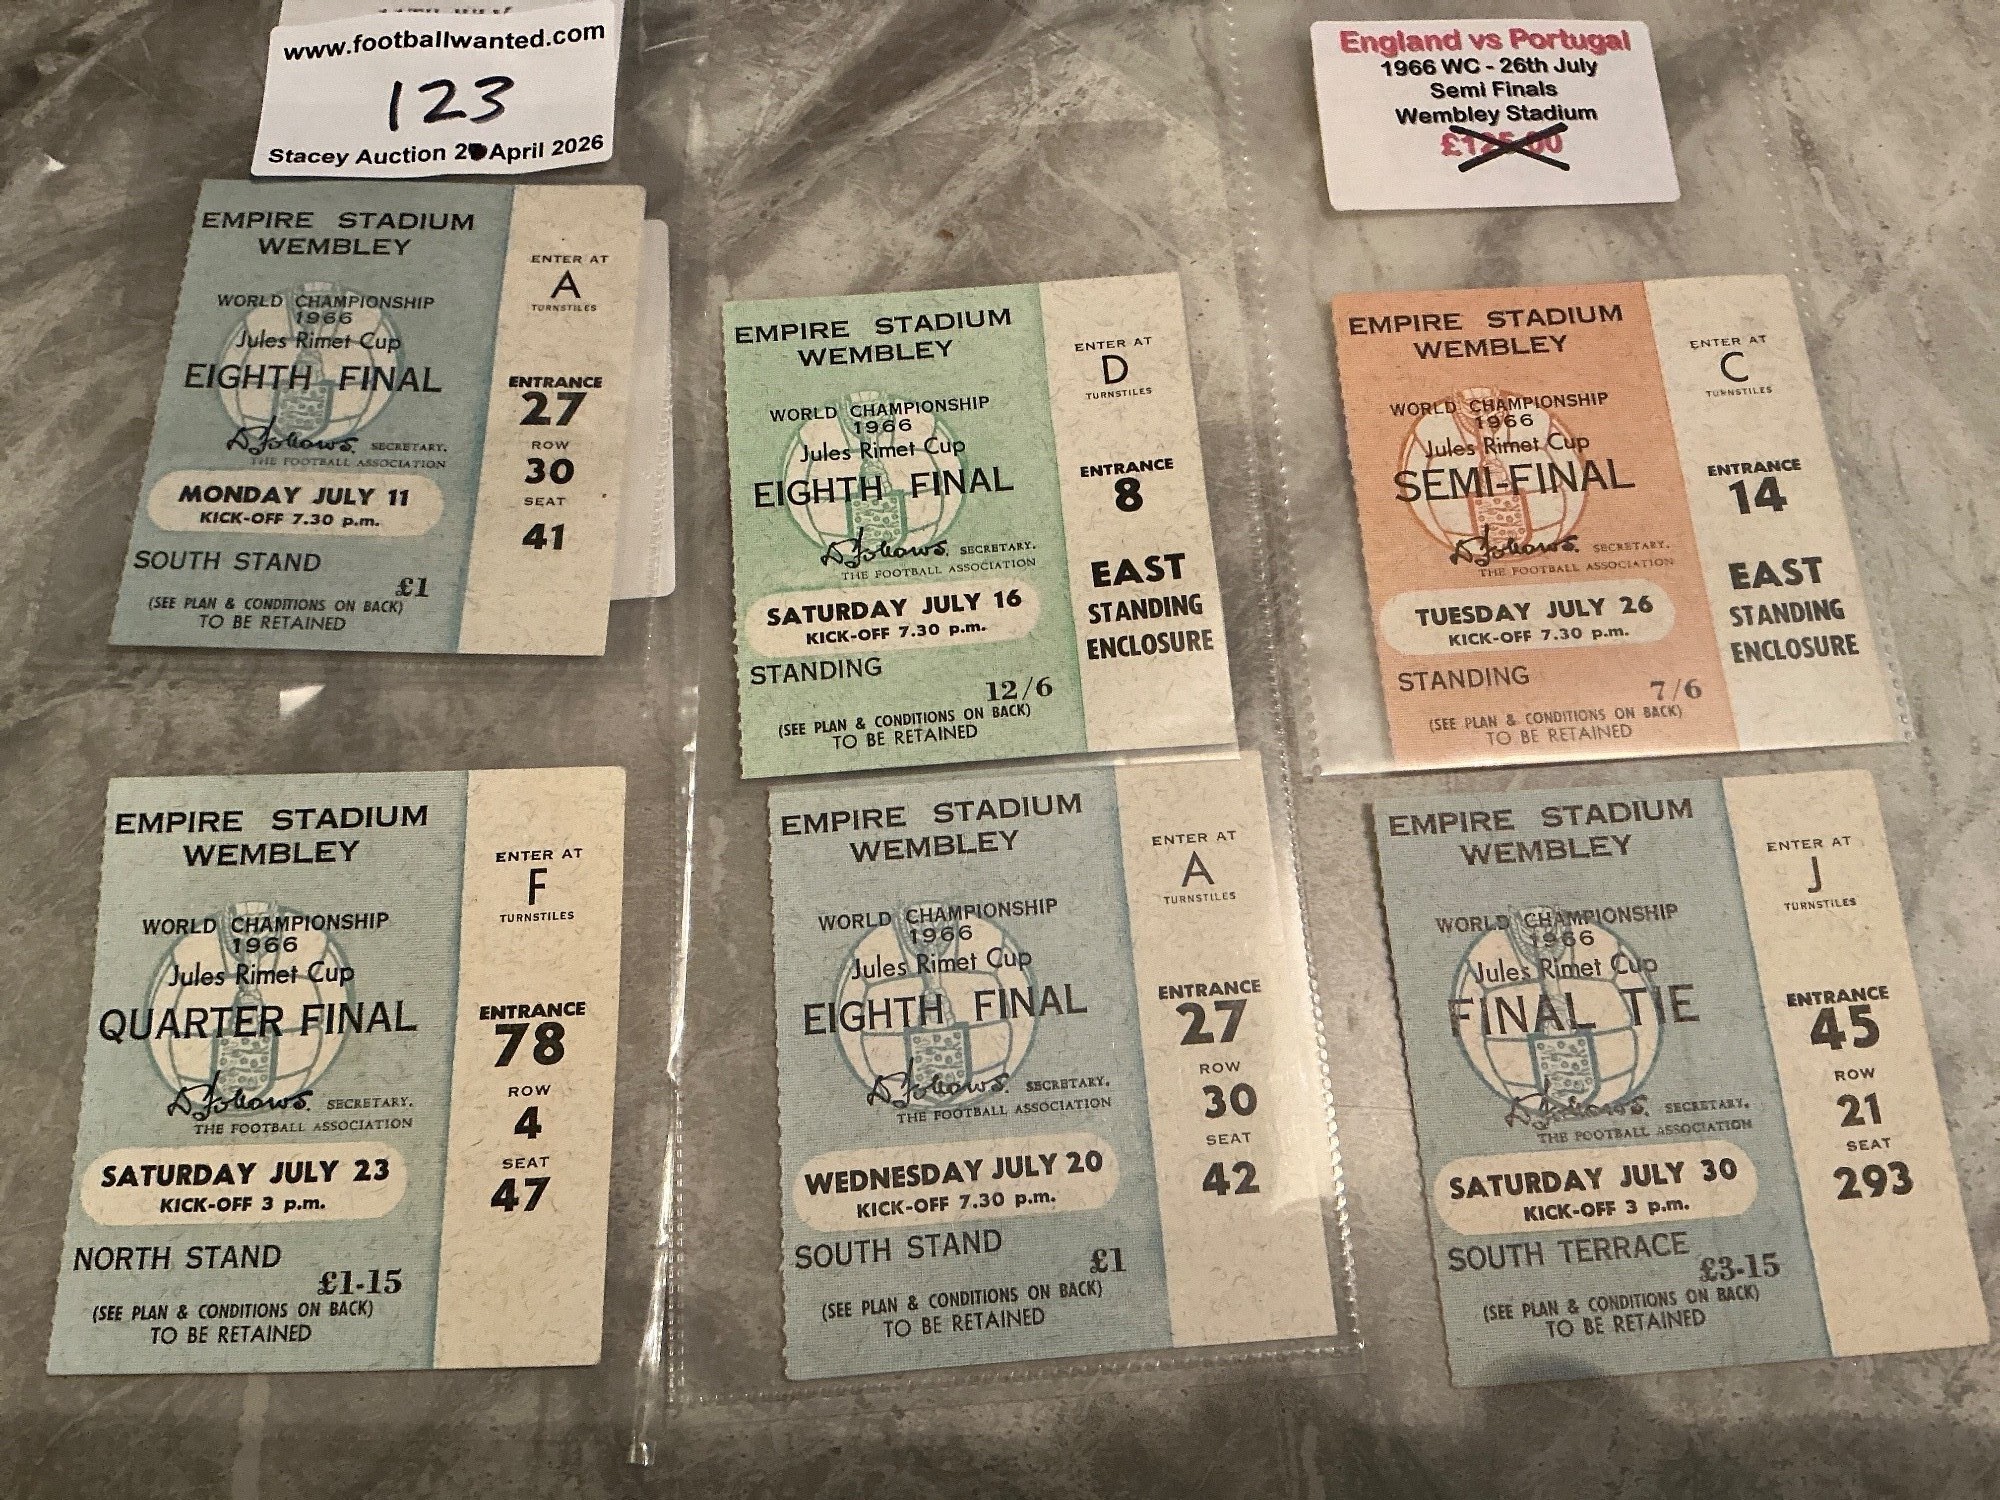 www.footballwanted.com
123
Stacey Auction 2 April 2026
England vs Portugal
1966 WC - 26th July
Semi Finals
Wembley Stadium
£125.00
EMPIRE STADIUM
WEMBLEY
WORLD CHAMPIONSHIP
1966
Jules Rimet Cup
EIGHTH FINAL
SECRETARY.
THE FOOTBALL ASSOCIATION
MONDAY JULY 11
KICK-OFF 7.30 p.m.
SOUTH STAND
£1
(SEE PLAN & CONDITIONS ON BACK)
TO BE RETAINED
ENTER AT
A
TURNSTILES
ENTRANCE
27
ROW
30
SEAT
41
EMPIRE STADIUM
WEMBLEY
WORLD CHAMPIONSHIP
1966
Jules Rimet Cup
EIGHTH FINAL
SECRETARY.
THE FOOTBALL ASSOCIATION
SATURDAY JULY 16
KICK-OFF 7.30 p.m.
STANDING
12/6
(SEE PLAN & CONDITIONS ON BACK)
TO BE RETAINED
ENTER AT
D
TURNSTILES
ENTRANCE
8
EAST
STANDING
ENCLOSURE
EMPIRE STADIUM
WEMBLEY
WORLD CHAMPIONSHIP
1966
Jules Rimet Cup
SEMI-FINAL
SECRETARY.
THE FOOTBALL ASSOCIATION
TUESDAY JULY 26
KICK-OFF 7.30 p.m.
STANDING
7/6
(SEE PLAN & CONDITIONS ON BACK)
TO BE RETAINED
ENTER AT
C
TURNSTILES
ENTRANCE
14
EAST
STANDING
ENCLOSURE
EMPIRE STADIUM
WEMBLEY
WORLD CHAMPIONSHIP
1966
Jules Rimet Cup
QUARTER FINAL
SECRETARY.
THE FOOTBALL ASSOCIATION
SATURDAY JULY 23
KICK-OFF 3 p.m.
NORTH STAND
£1-15
(SEE PLAN & CONDITIONS ON BACK)
TO BE RETAINED
ENTER AT
F
TURNSTILES
ENTRANCE
78
ROW
4
SEAT
47
EMPIRE STADIUM
WEMBLEY
WORLD CHAMPIONSHIP
1966
Jules Rimet Cup
EIGHTH FINAL
SECRETARY.
THE FOOTBALL ASSOCIATION
WEDNESDAY JULY 20
KICK-OFF 7.30 p.m.
SOUTH STAND
£1
(SEE PLAN & CONDITIONS ON BACK)
TO BE RETAINED
ENTER AT
A
TURNSTILES
ENTRANCE
27
ROW
30
SEAT
42
EMPIRE STADIUM
WEMBLEY
WORLD CHAMPIONSHIP
1966
Jules Rimet Cup
FINAL TIE
SECRETARY.
THE FOOTBALL ASSOCIATION
SATURDAY JULY 30
KICK-OFF 3 p.m.
SOUTH TERRACE
£3-15
(SEE PLAN & CONDITIONS ON BACK)
TO BE RETAINED
ENTER AT
J
TURNSTILES
ENTRANCE
45
ROW
21
SEAT
293